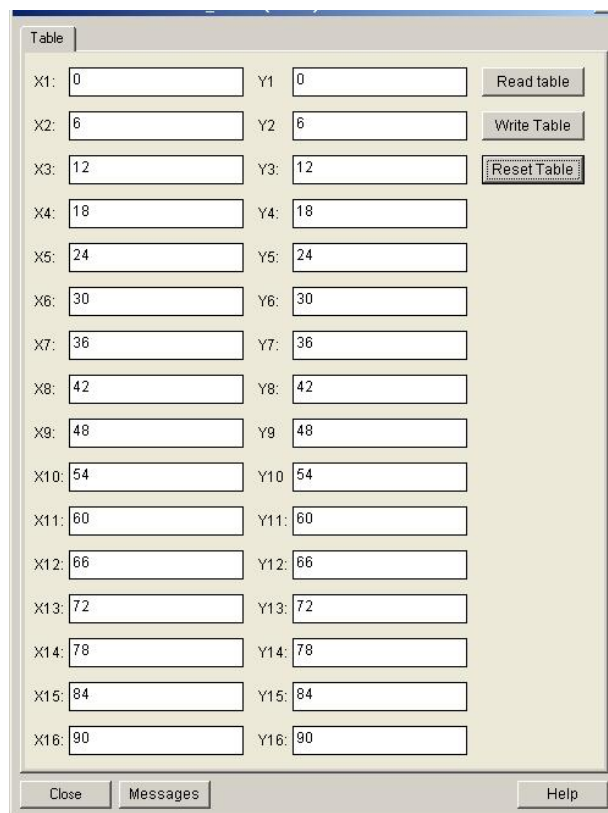 Table
X1: 0 Y1 0 Read table
X2: 6 Y2 6 Write Table
X3: 12 Y3: 12 Reset Table
X4: 18 Y4: 18
X5: 24 Y5: 24
X6: 30 Y6: 30
X7: 36 Y7: 36
X8: 42 Y8: 42
X9: 48 Y9 48
X10: 54 Y10 54
X11: 60 Y11: 60
X12: 66 Y12: 66
X13: 72 Y13: 72
X14: 78 Y14: 78
X15: 84 Y15: 84
X16: 90 Y16: 90
Close Messages Help